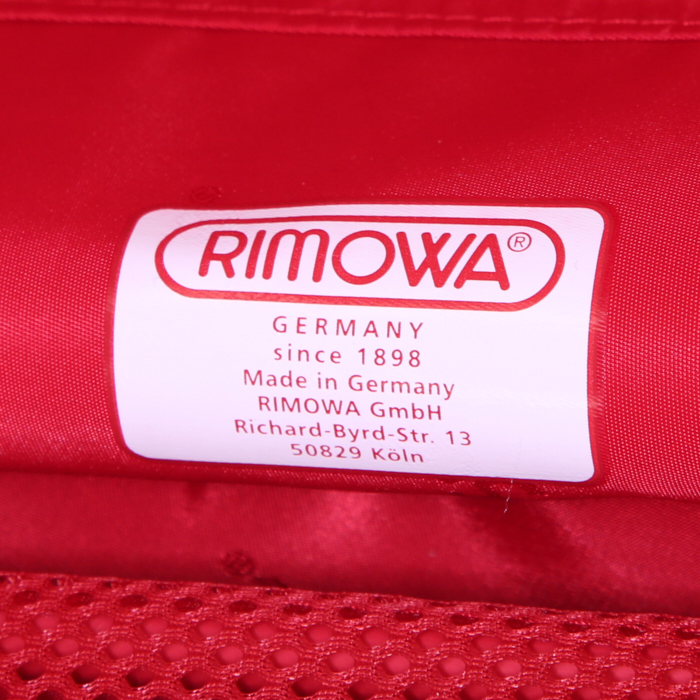 RIMOWA®
GERMANY
since 1898
Made in Germany
RIMOWA GmbH
Richard-Byrd-Str. 13
50829 Köln